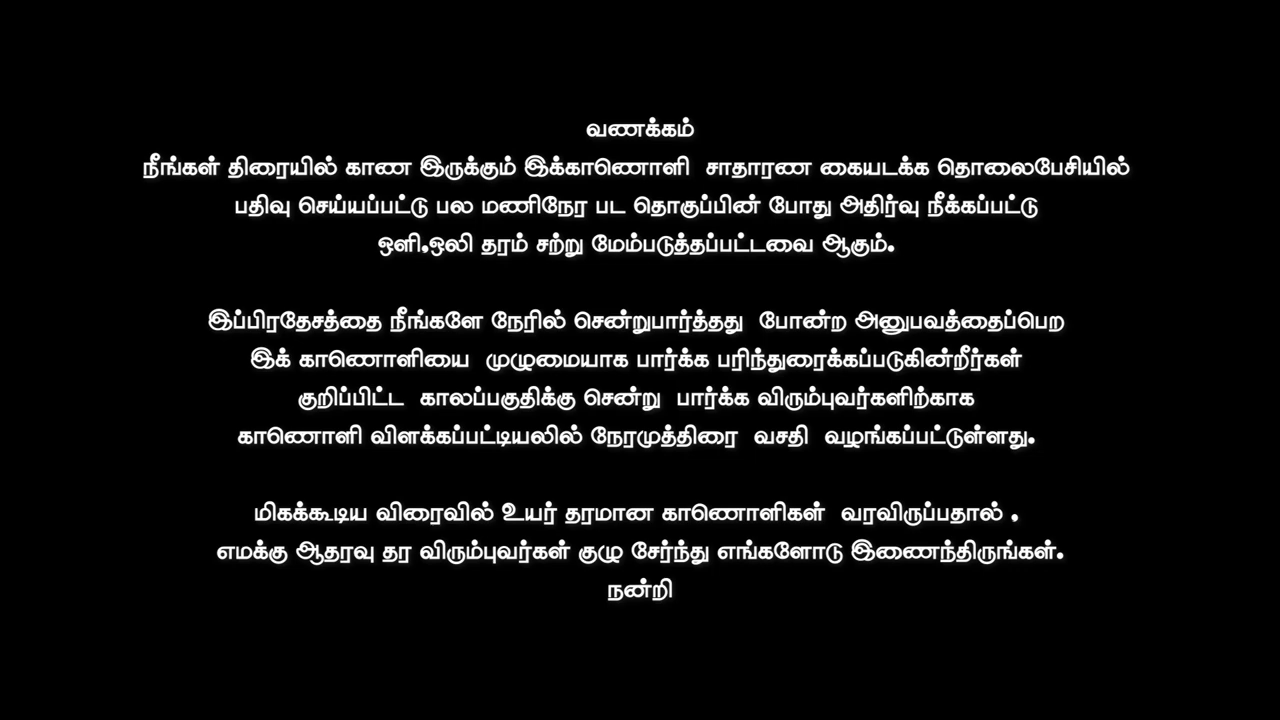 வணக்கம்
நீங்கள் திரையில் காண இருக்கும் இக்காணொளி சாதாரண கையடக்க தொலைபேசியில்
பதிவு செய்யப்பட்டு பல மணிநேர பட தொகுப்பின் போது அதிர்வு நீக்கப்பட்டு
ஒளி,ஒலி தரம் சற்று மேம்படுத்தப்பட்டவை ஆகும்.
இப்பிரதேசத்தை நீங்களே நேரில் சென்றுபார்த்தது போன்ற அனுபவத்தைப்பெற
இக் காணொளியை முழுமையாக பார்க்க பரிந்துரைக்கப்படுகின்றீர்கள்
குறிப்பிட்ட காலப்பகுதிக்கு சென்று பார்க்க விரும்புவர்களிற்காக
காணொளி விளக்கப்பட்டியலில் நேரமுத்திரை வசதி வழங்கப்பட்டுள்ளது.
மிகக்கூடிய விரைவில் உயர் தரமான காணொளிகள் வரவிருப்பதால் ,
எமக்கு ஆதரவு தர விரும்புவர்கள் குழு சேர்ந்து எங்களோடு இணைந்திருங்கள்.
நன்றி